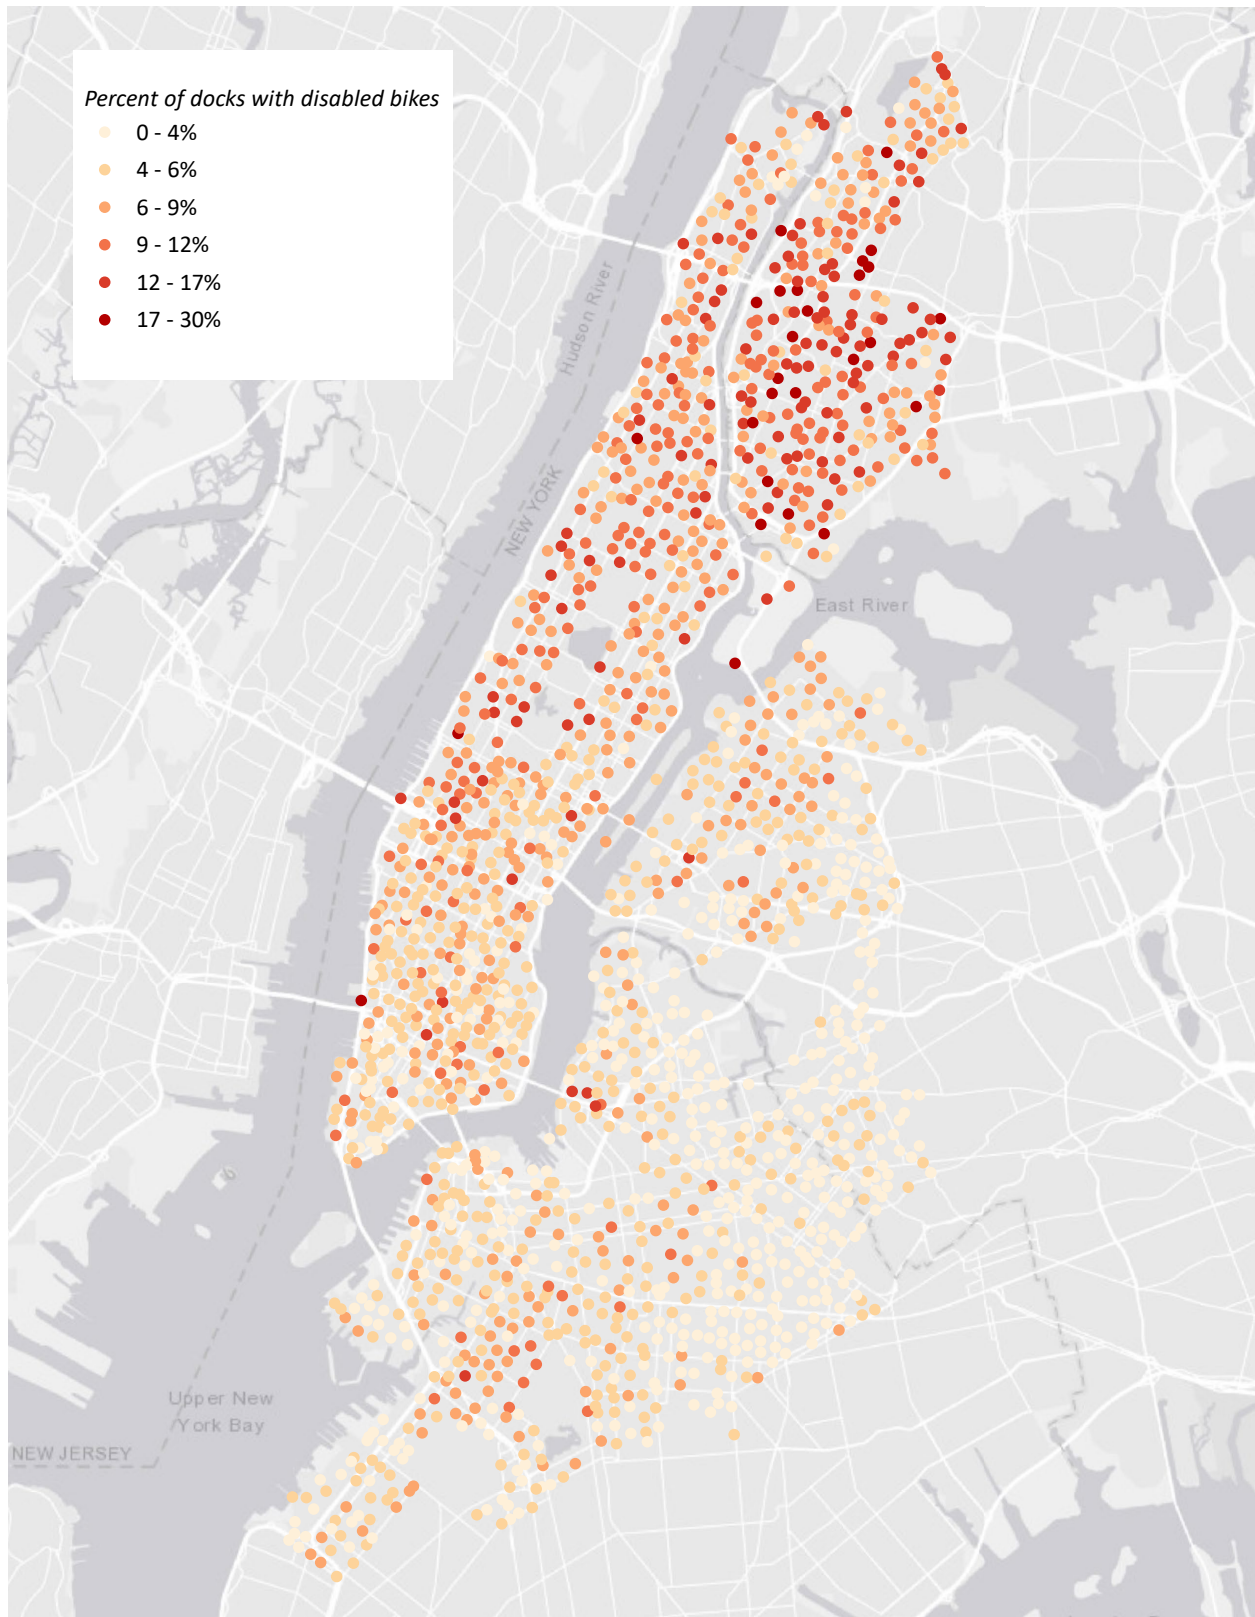 Percent of docks with disabled bikes
0 - 4%
4 - 6%
6 - 9%
9 - 12%
12 - 17%
17 - 30%
Hudson River
NEW YORK
East River
Upper New
York Bay
NEW JERSEY